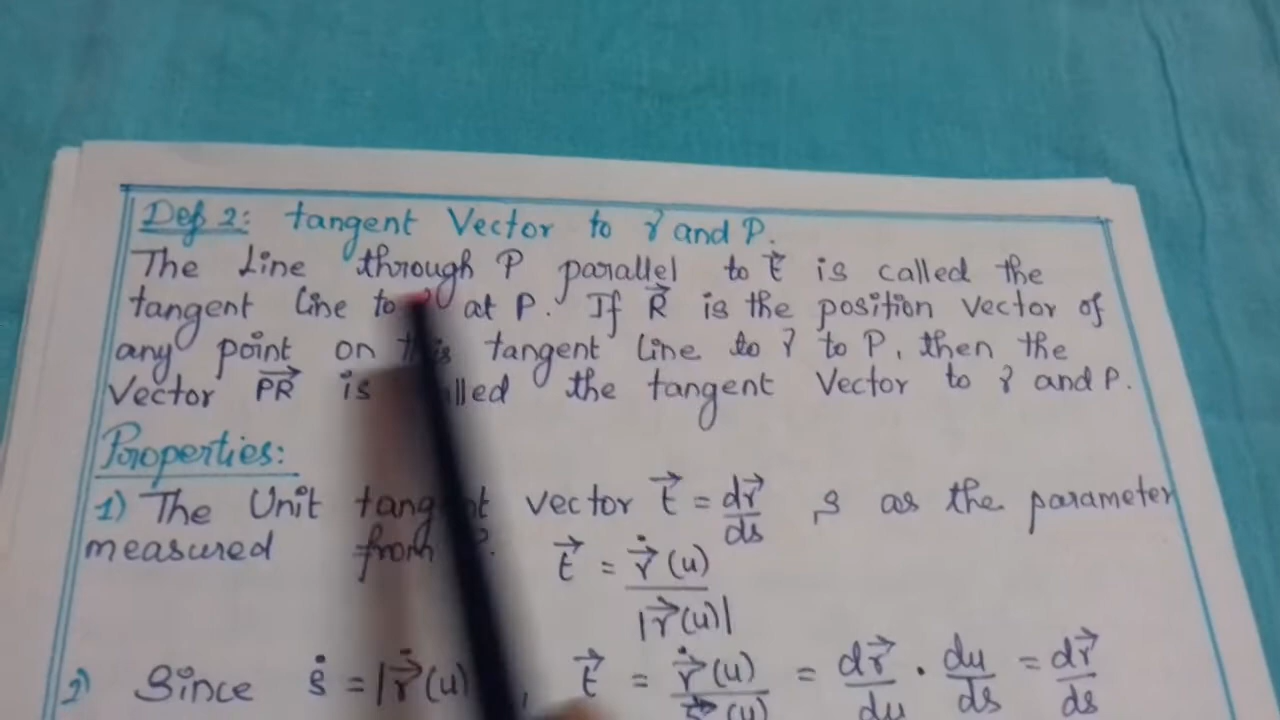 Def 2: tangent Vector to γ and P.
The Line through P parallel to t⃗ is called the
tangent line to at P. If R⃗ is the position vector of
any point on this tangent line to γ to P, then the
Vector PR⃗ is called the tangent Vector to γ and P.
Properties:
1) The Unit tangent vector t⃗ = dr⃗/ds , s as the parameter
measured from P. t⃗ = ṙ⃗(u)/|ṙ⃗(u)|
2) Since ṡ = |ṙ⃗(u) , t⃗ = ṙ⃗(u)/ṙ⃗(u) = dr⃗/du · du/ds = dr⃗/ds